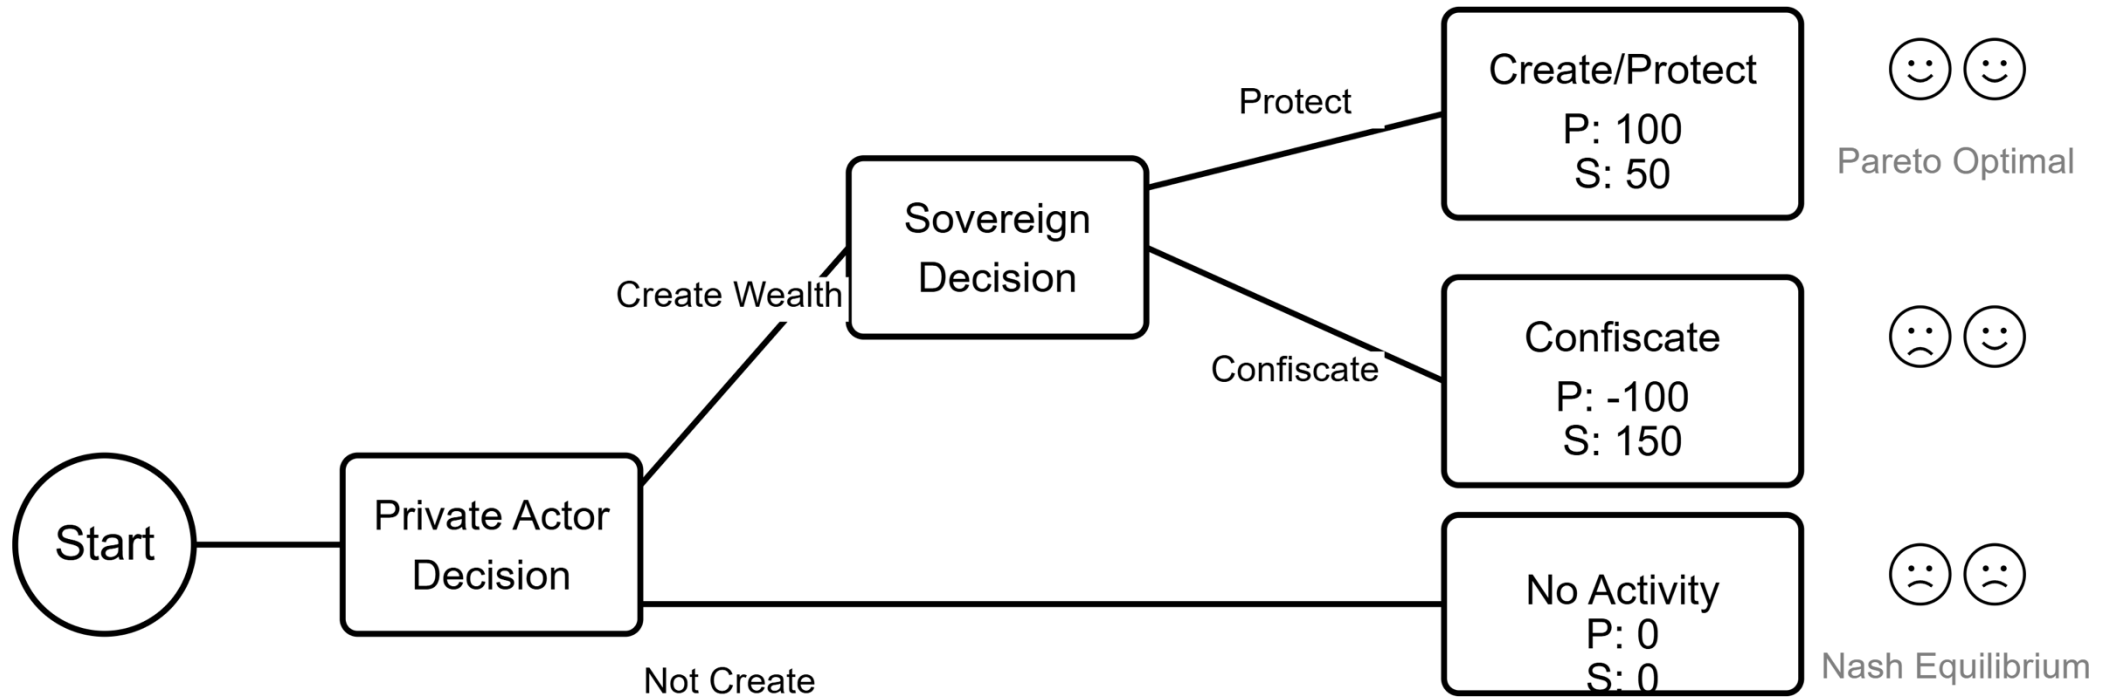 Start
Private Actor
Decision
Create Wealth
Not Create
Sovereign
Decision
Protect
Confiscate
Create/Protect
P: 100
S: 50
Pareto Optimal
Confiscate
P: -100
S: 150
No Activity
P: 0
S: 0
Nash Equilibrium